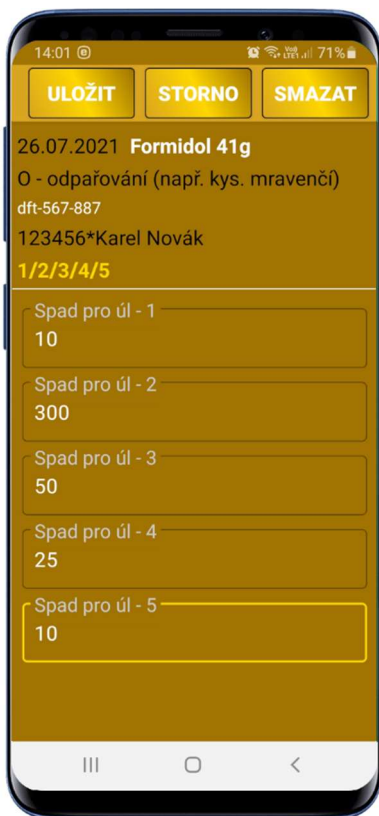 14:01 71%
ULOŽIT STORNO SMAZAT
26.07.2021 Formidol 41g
O - odpařování (např. kys. mravenčí)
dft-567-887
123456*Karel Novák
1/2/3/4/5
Spad pro úl - 1
10
Spad pro úl - 2
300
Spad pro úl - 3
50
Spad pro úl - 4
25
Spad pro úl - 5
10